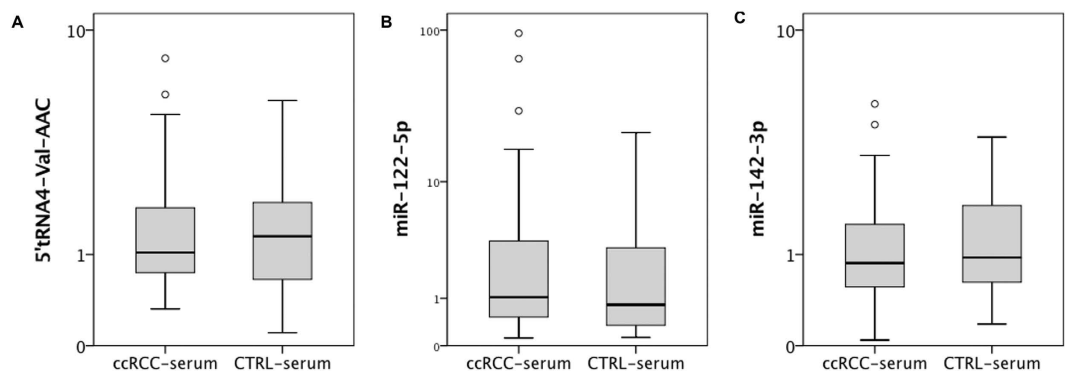 A
10
1
0
5'tRNA4-Val-AAC
ccRCC-serum CTRL-serum
B
100
10
1
0
miR-122-5p
ccRCC-serum CTRL-serum
C
10
1
0
miR-142-3p
ccRCC-serum CTRL-serum